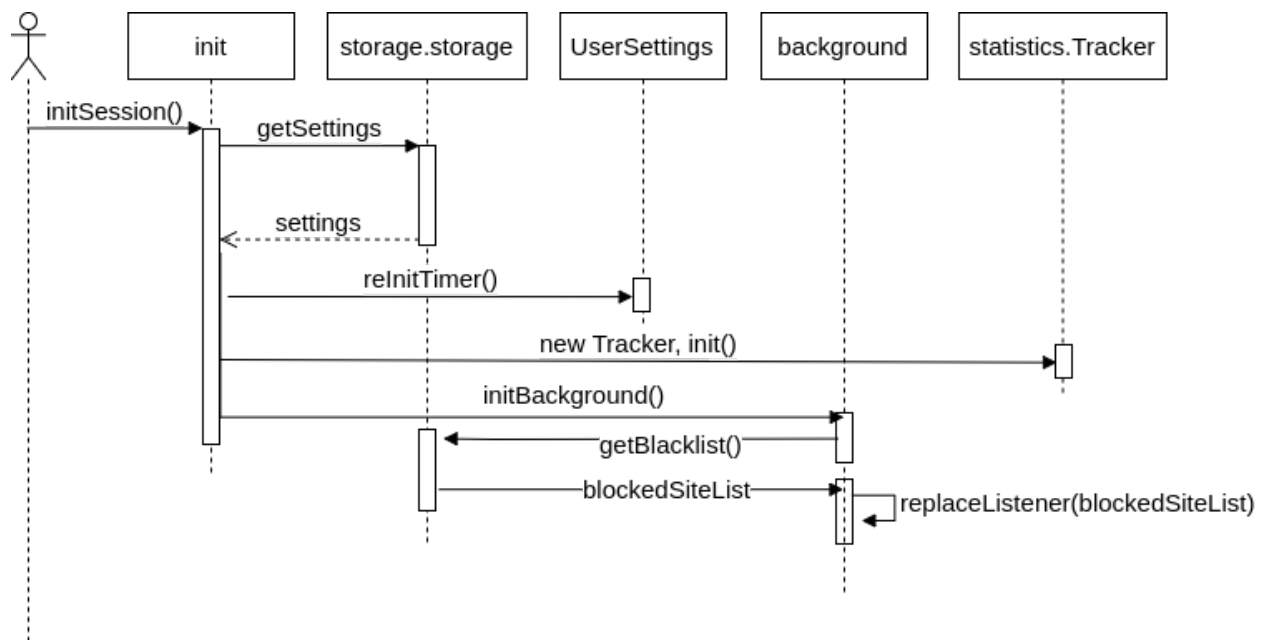 init
storage.storage
UserSettings
background
statistics.Tracker
initSession()
getSettings
settings
reInitTimer()
new Tracker, init()
initBackground()
getBlacklist()
blockedSiteList
replaceListener(blockedSiteList)